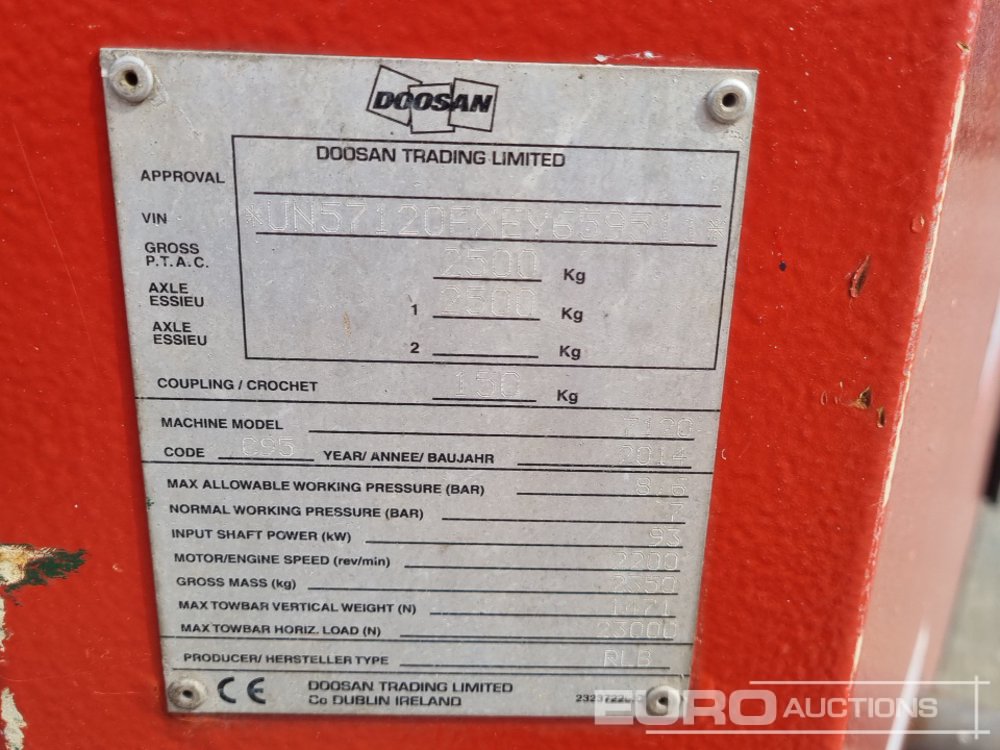 DOOSAN
DOOSAN TRADING LIMITED
APPROVAL
VIN
GROSS P.T.A.C. 2500 Kg
AXLE ESSIEU 1 2500 Kg
AXLE ESSIEU 2 Kg
COUPLING / CROCHET 150 Kg
MACHINE MODEL 7120
CODE CS5 YEAR/ ANNEE/ BAUJAHR 2014
MAX ALLOWABLE WORKING PRESSURE (BAR) 8.6
NORMAL WORKING PRESSURE (BAR) 7
INPUT SHAFT POWER (kW) 93
MOTOR/ENGINE SPEED (rev/min) 2200
GROSS MASS (kg) 2550
MAX TOWBAR VERTICAL WEIGHT (N) 1471
MAX TOWBAR HORIZ. LOAD (N) 23000
PRODUCER/ HERSTELLER TYPE RLB
CE DOOSAN TRADING LIMITED
Co DUBLIN IRELAND
EURO AUCTIONS